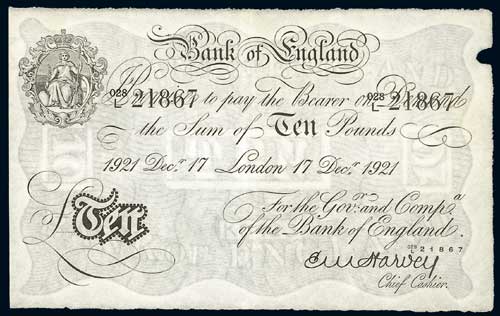 Bank of England
Promise to pay the Bearer on Demand
028/L 21867 028/L 21867
the Sum of Ten Pounds
1921 Decr. 17 London 17 Decr. 1921
For the Govr. and Compa.
of the Bank of England.
£Ten
028/L 21867
E M Harvey
Chief Cashier.